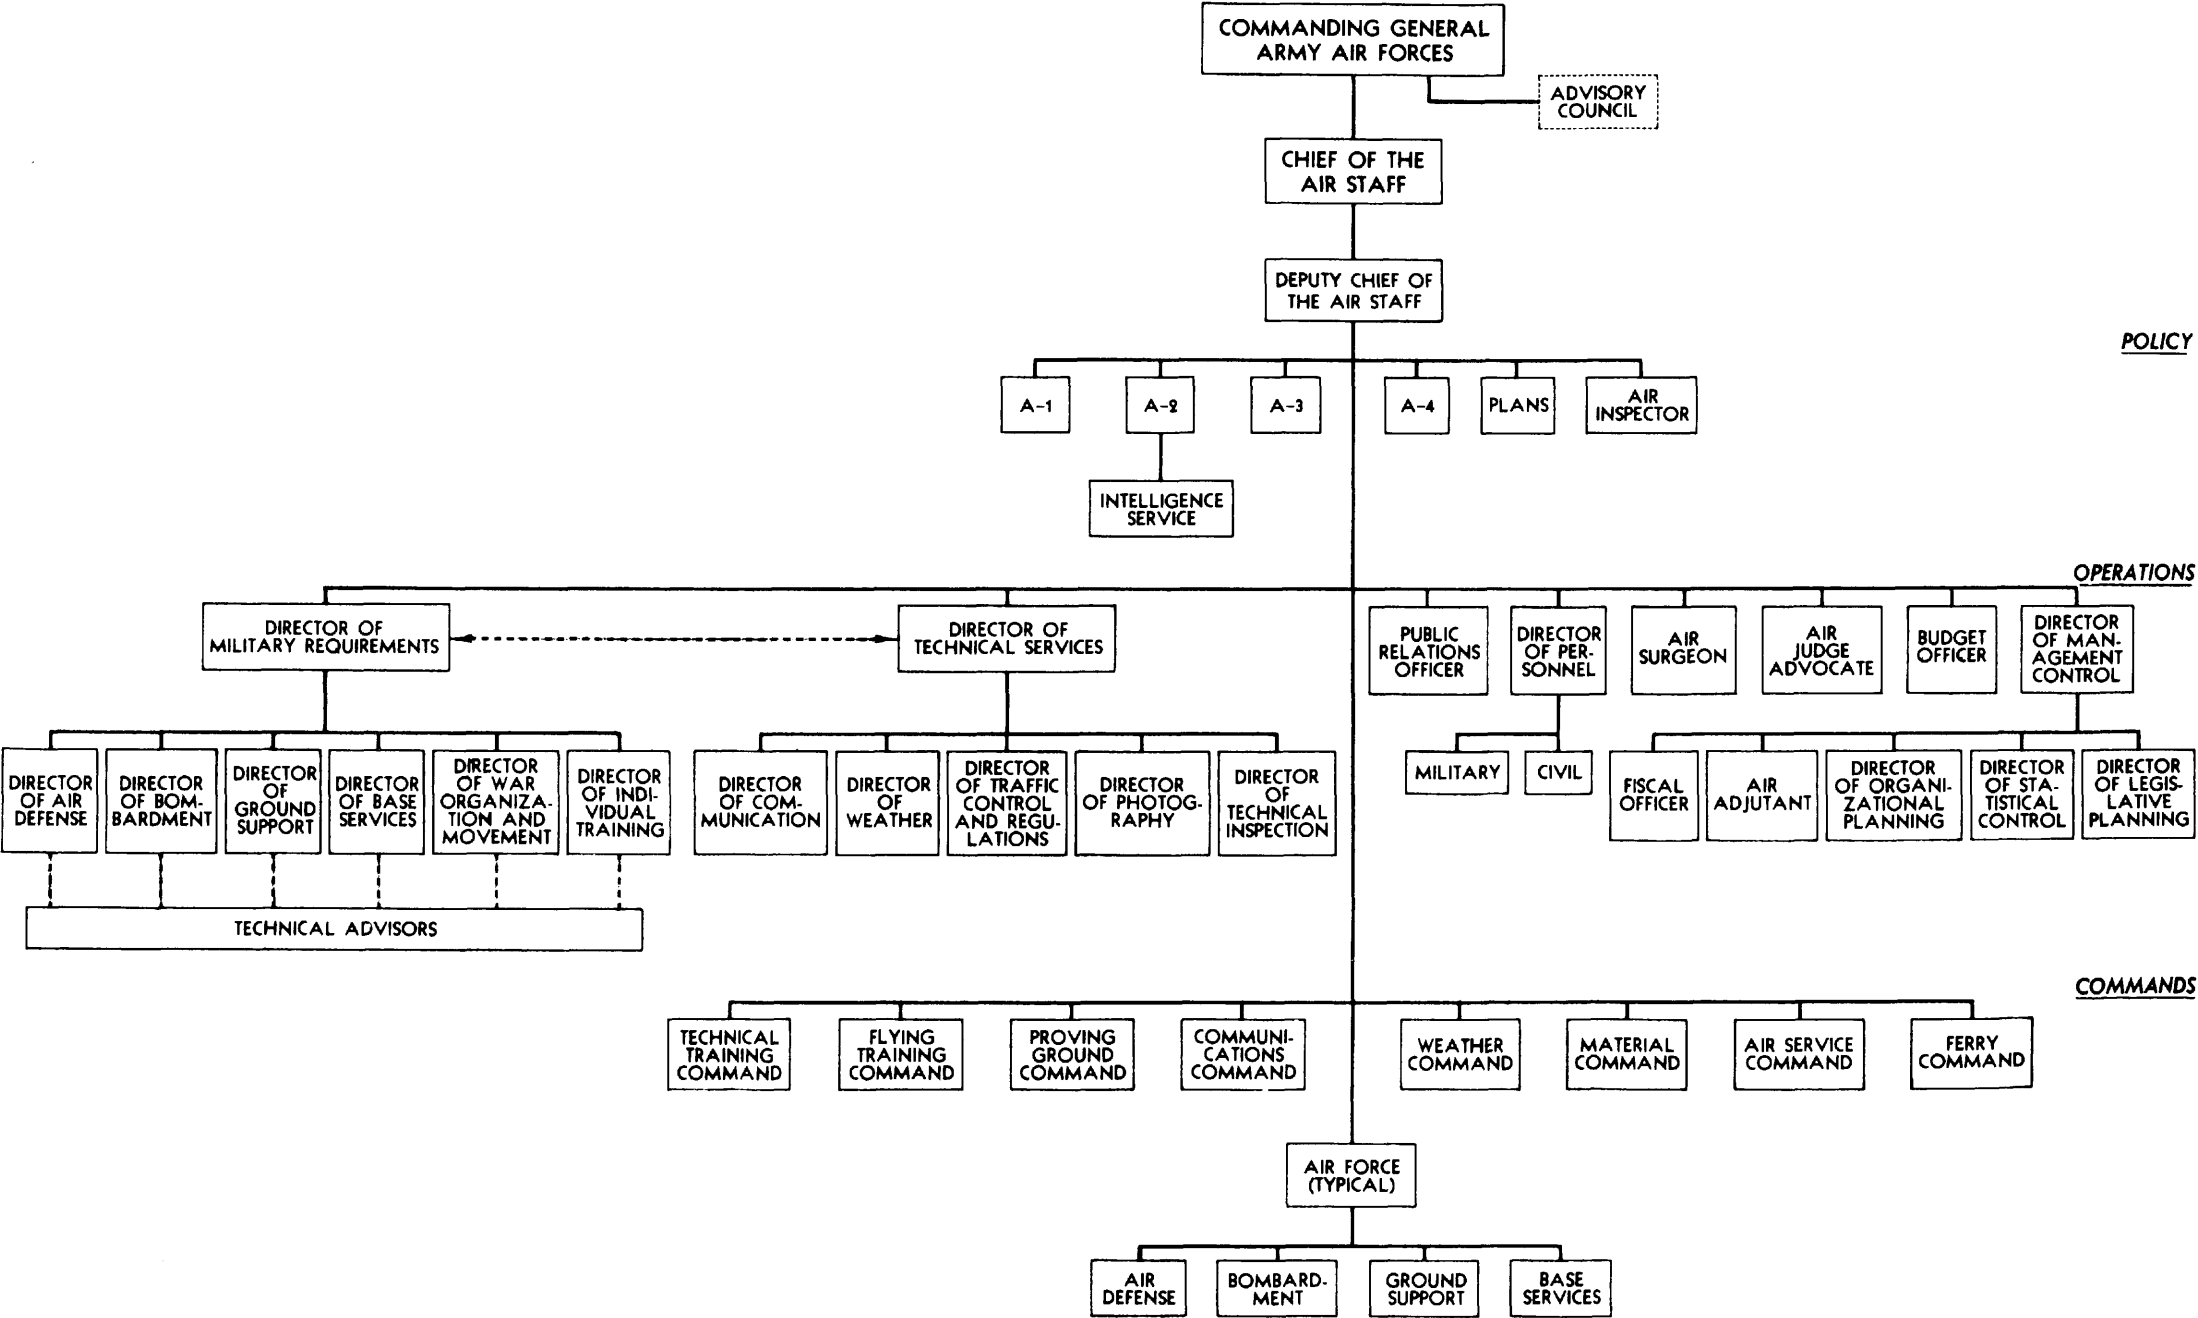 COMMANDING GENERAL
ARMY AIR FORCES
ADVISORY
COUNCIL
CHIEF OF THE
AIR STAFF
DEPUTY CHIEF OF
THE AIR STAFF
POLICY
A-1
A-2
A-3
A-4
PLANS
AIR
INSPECTOR
INTELLIGENCE
SERVICE
OPERATIONS
DIRECTOR OF
MILITARY REQUIREMENTS
DIRECTOR OF
TECHNICAL SERVICES
PUBLIC
RELATIONS
OFFICER
DIRECTOR
OF PER-
SONNEL
AIR
SURGEON
AIR
JUDGE
ADVOCATE
BUDGET
OFFICER
DIRECTOR
OF MAN-
AGEMENT
CONTROL
DIRECTOR
OF AIR
DEFENSE
DIRECTOR
OF BOM-
BARDMENT
DIRECTOR
OF
GROUND
SUPPORT
DIRECTOR
OF BASE
SERVICES
DIRECTOR
OF WAR
ORGANIZA-
TION AND
MOVEMENT
DIRECTOR
OF INDI-
VIDUAL
TRAINING
DIRECTOR
OF COM-
MUNICATION
DIRECTOR
OF
WEATHER
DIRECTOR
OF TRAFFIC
CONTROL
AND REGU-
LATIONS
DIRECTOR
OF PHOTOG-
RAPHY
DIRECTOR
OF
TECHNICAL
INSPECTION
MILITARY
CIVIL
FISCAL
OFFICER
AIR
ADJUTANT
DIRECTOR
OF ORGANI-
ZATIONAL
PLANNING
DIRECTOR
OF STA-
TISTICAL
CONTROL
DIRECTOR
OF LEGIS-
LATIVE
PLANNING
TECHNICAL ADVISORS
COMMANDS
TECHNICAL
TRAINING
COMMAND
FLYING
TRAINING
COMMAND
PROVING
GROUND
COMMAND
COMMUNI-
CATIONS
COMMAND
WEATHER
COMMAND
MATERIAL
COMMAND
AIR SERVICE
COMMAND
FERRY
COMMAND
AIR FORCE
(TYPICAL)
AIR
DEFENSE
BOMBARD-
MENT
GROUND
SUPPORT
BASE
SERVICES